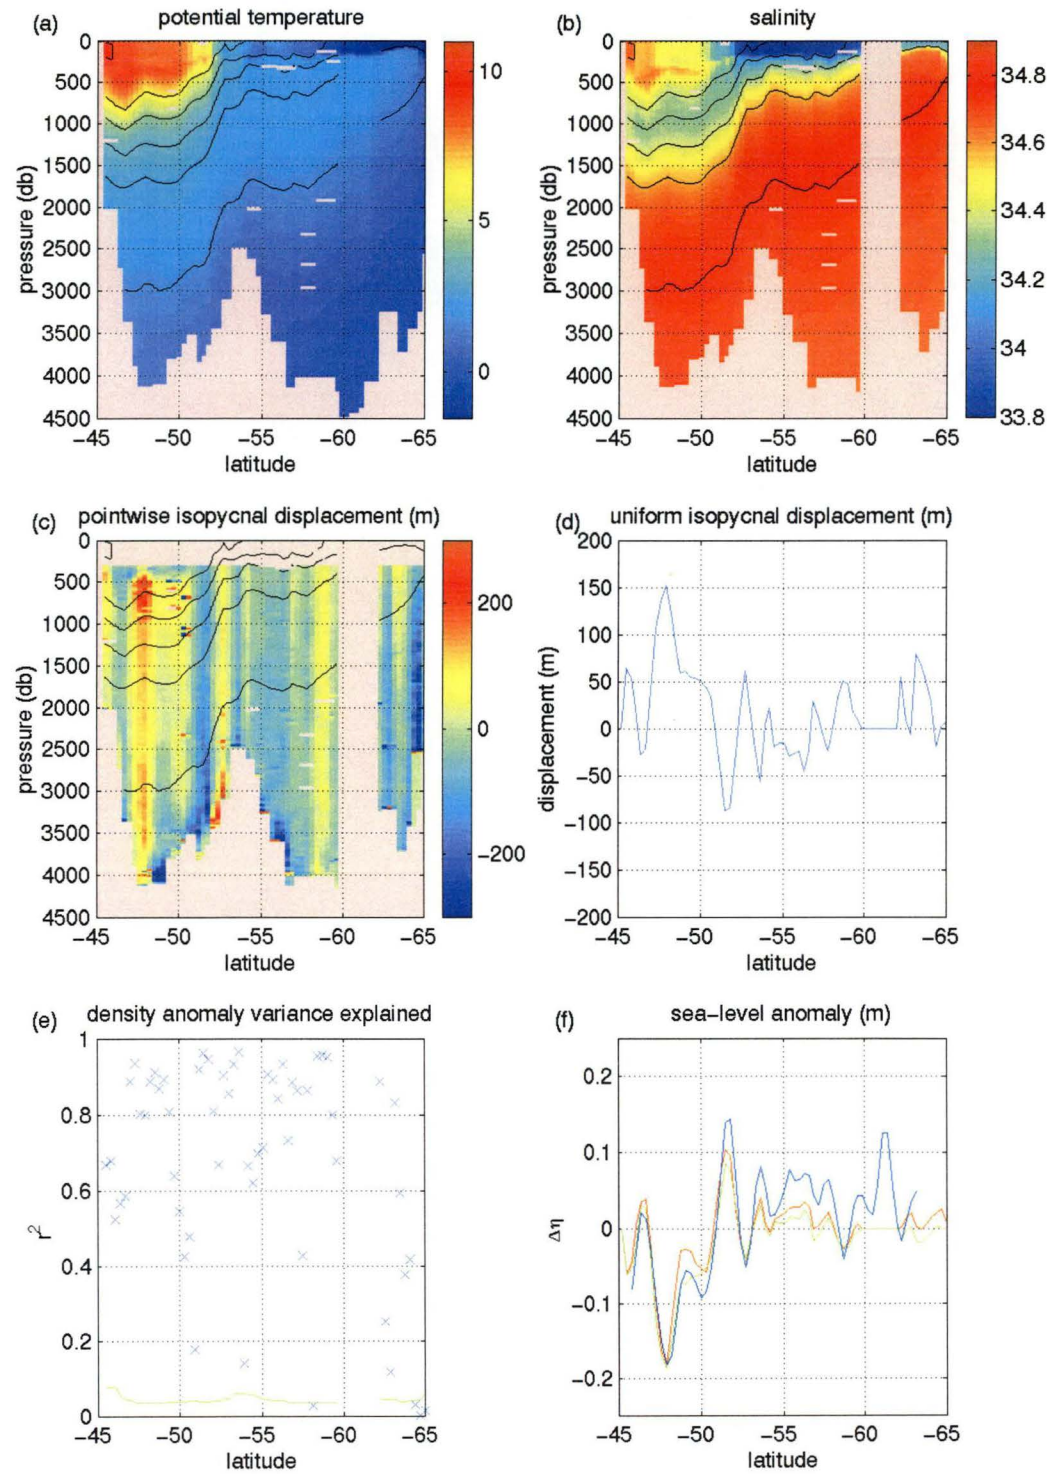 (a) potential temperature
pressure (db)
0
500
1000
1500
2000
2500
3000
3500
4000
4500
-45 -50 -55 -60 -65
latitude
10
5
0
(b) salinity
pressure (db)
0
500
1000
1500
2000
2500
3000
3500
4000
4500
-45 -50 -55 -60 -65
latitude
34.8
34.6
34.4
34.2
34
33.8
(c) pointwise isopycnal displacement (m)
pressure (db)
0
500
1000
1500
2000
2500
3000
3500
4000
4500
-45 -50 -55 -60 -65
latitude
200
0
-200
(d) uniform isopycnal displacement (m)
displacement (m)
200
150
100
50
0
-50
-100
-150
-200
-45 -50 -55 -60 -65
latitude
(e) density anomaly variance explained
r²
1
0.8
0.6
0.4
0.2
0
-45 -50 -55 -60 -65
latitude
(f) sea-level anomaly (m)
Δη
0.2
0.1
0
-0.1
-0.2
-45 -50 -55 -60 -65
latitude